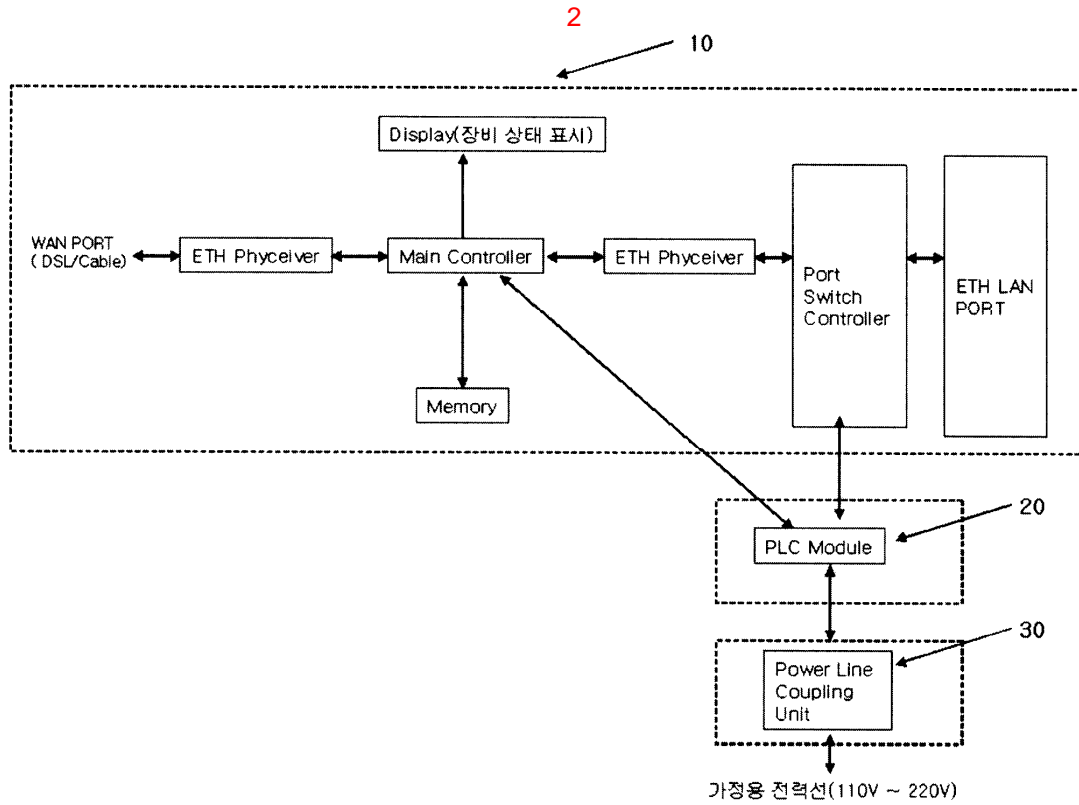 2
10
Display(장비 상태 표시)
WAN PORT
( DSL/Cable)
ETH Phyceiver
Main Controller
ETH Phyceiver
Port
Switch
Controller
ETH LAN
PORT
Memory
20
PLC Module
30
Power Line
Coupling
Unit
가정용 전력선(110V ~ 220V)